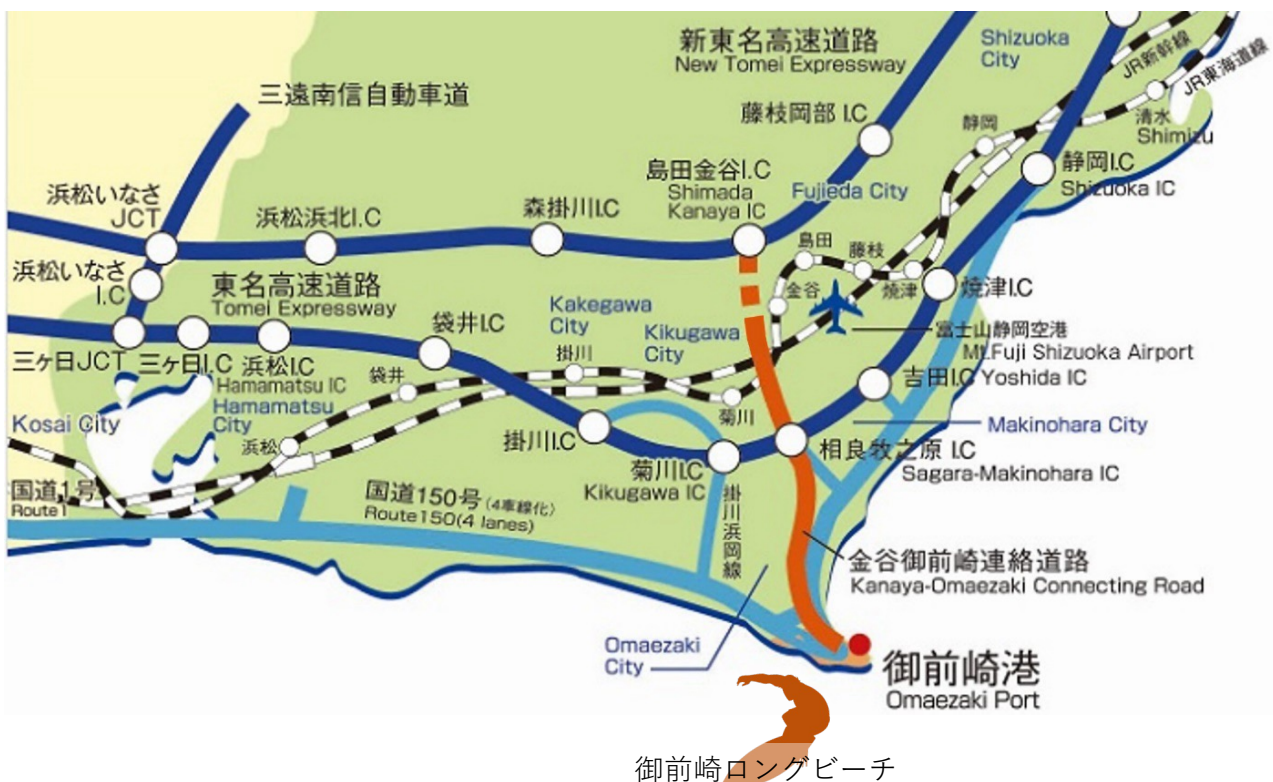 新東名高速道路
New Tomei Expressway
Shizuoka
City
JR新幹線
JR東海道線
三遠南信自動車道
藤枝岡部 I.C
静岡
清水
Shimizu
静岡I.C
Shizuoka IC
浜松いなさ
JCT
浜松浜北I.C
森掛川I.C
島田金谷I.C
Shimada
Kanaya IC
Fujieda City
浜松いなさ
I.C
東名高速道路
Tomei Expressway
島田
藤枝
金谷
焼津
焼津I.C
袋井I.C
Kakegawa
City
Kikugawa
City
富士山静岡空港
Mt.Fuji Shizuoka Airport
三ヶ日JCT
三ヶ日I.C
浜松I.C
Hamamatsu IC
Hamamatsu
City
袋井
掛川
菊川
吉田I.C Yoshida IC
Kosai City
浜松
掛川I.C
Makinohara City
相良牧之原 I.C
Sagara-Makinohara IC
菊川I.C
Kikugawa IC
国道1号
Route1
国道150号(4車線化)
Route150(4 lanes)
掛川浜岡線
金谷御前崎連絡道路
Kanaya-Omaezaki Connecting Road
Omaezaki
City
御前崎港
Omaezaki Port
御前崎ロングビーチ